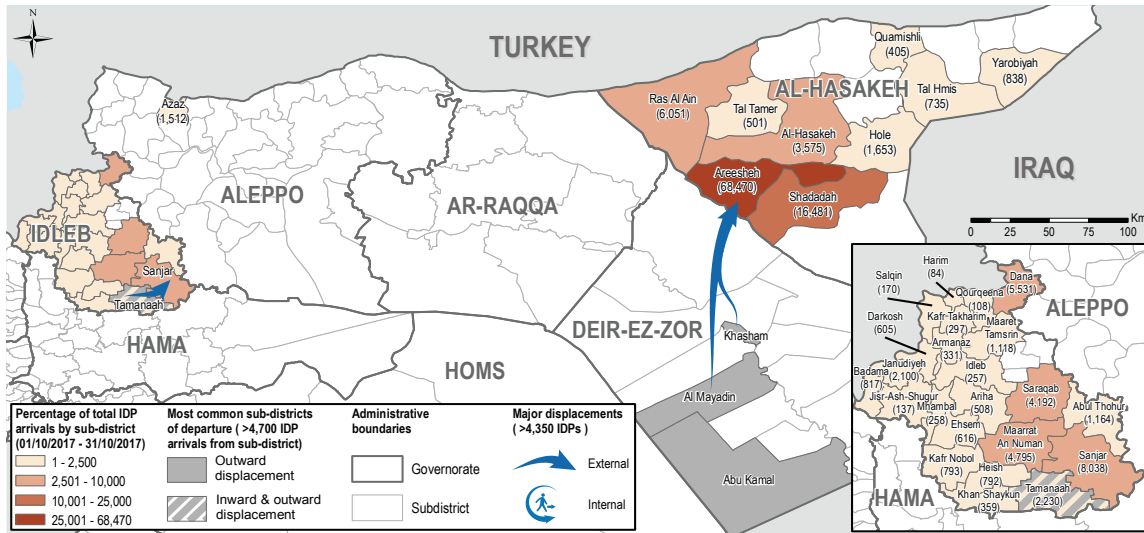 N
TURKEY
Quamishli
(405)
Yarobiyah
(838)
AL-HASAKEH
Tal Hmis
(735)
Azaz
(1,512)
Ras Al Ain
(6,051)
Tal Tamer
(501)
Al-Hasakeh
(3,575)
Hole
(1,653)
IRAQ
Areesheh
(68,470)
Shadadah
(16,481)
ALEPPO
AR-RAQQA
IDLEB
Sanjar
Tamanaah
HAMA
HOMS
DEIR-EZ-ZOR
Khasham
Al Mayadin
Abu Kamal
Km
0 25 50 100
Harim
(84)
Salqin
(170)
Dana
(5,531)
Qourqeena
(108)
ALEPPO
Darkosh
(605)
Kafr Takharim
(297)
Maaret
Tamsrin
(1,118)
Armanaz
(331)
Janudiyeh
(2,100)
Badama
(817)
Idleb
(257)
Saraqab
(4,192)
Jisr-Ash-Shugur
(137)
Mhambal
(258)
Ariha
(508)
Abul Thohur
(1,164)
Ehsem
(616)
Maarrat
An Numan
(4,795)
Sanjar
(8,038)
Kafr Nobol
(793)
Heish
(792)
Tamanaah
(2,230)
Khan Shaykun
(359)
HAMA
Percentage of total IDP
arrivals by sub-district
(01/10/2017 - 31/10/2017)
1 - 2,500
2,501 - 10,000
10,001 - 25,000
25,001 - 68,470
Most common sub-districts
of departure ( >4,700 IDP
arrivals from sub-district)
Outward
displacement
Inward & outward
displacement
Administrative
boundaries
Governorate
Subdistrict
Major displacements
( >4,350 IDPs)
External
Internal